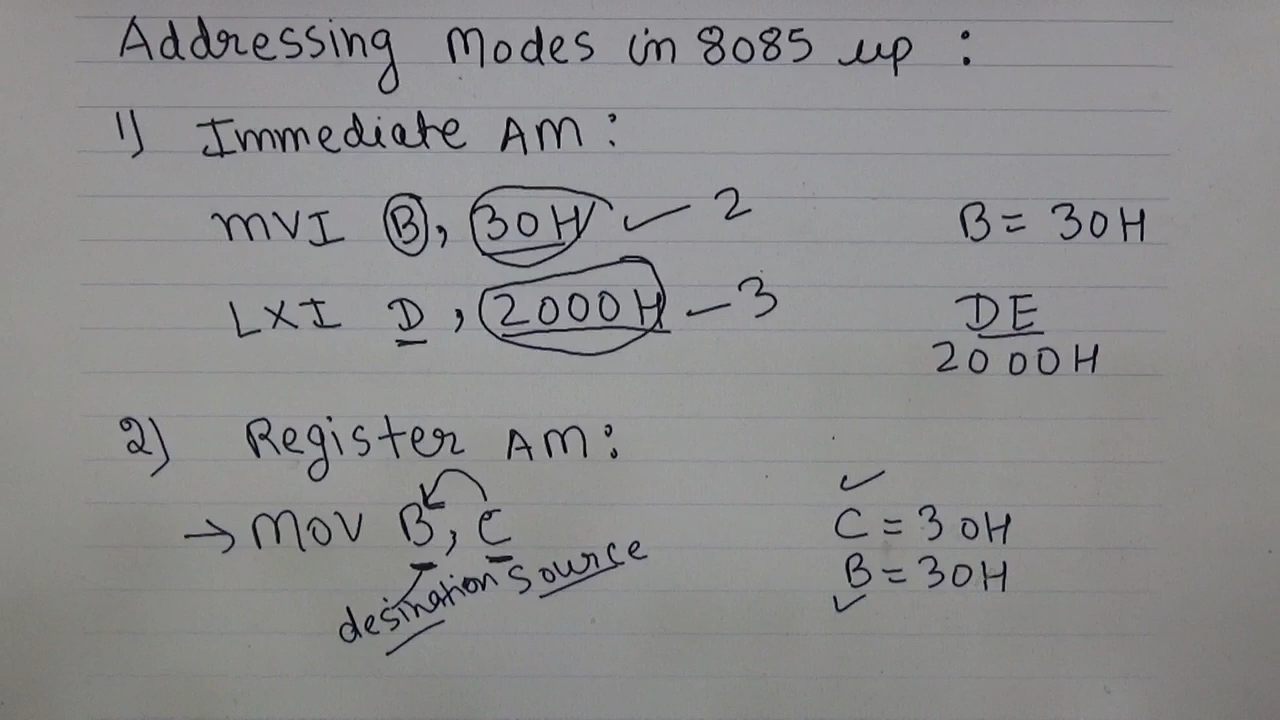 Addressing Modes in 8085 up :
1) Immediate AM :
MVI B, 30H ✓ 2 B = 30H
LXI D, 2000H - 3 DE
2000H
2) Register AM :
→ MOV B, C ✓
C = 30H
desination source B = 30H ✓